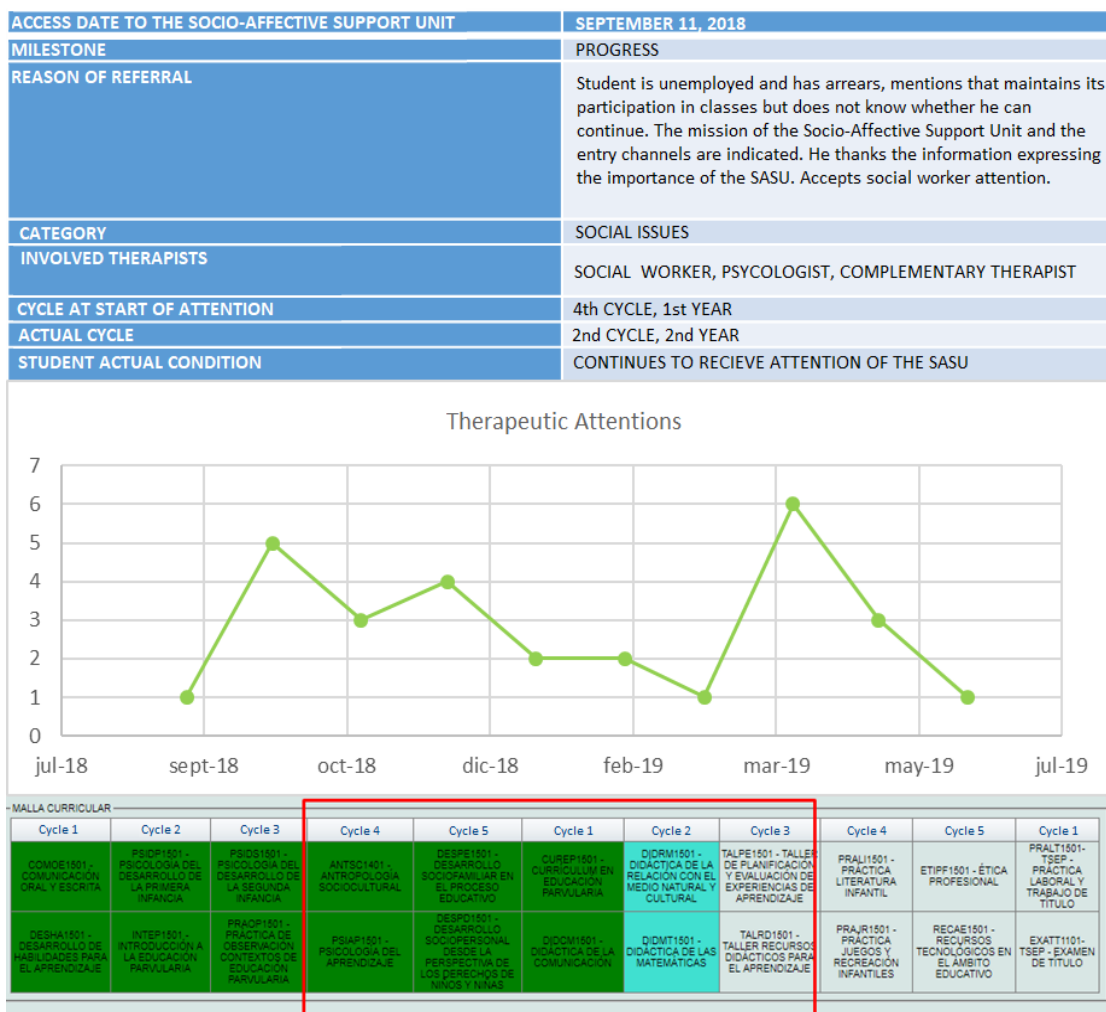 ACCESS DATE TO THE SOCIO-AFFECTIVE SUPPORT UNIT
SEPTEMBER 11, 2018
MILESTONE
PROGRESS
REASON OF REFERRAL
Student is unemployed and has arrears, mentions that maintains its
participation in classes but does not know whether he can
continue. The mission of the Socio-Affective Support Unit and the
entry channels are indicated. He thanks the information expressing
the importance of the SASU. Accepts social worker attention.
CATEGORY
SOCIAL ISSUES
INVOLVED THERAPISTS
SOCIAL WORKER, PSYCOLOGIST, COMPLEMENTARY THERAPIST
CYCLE AT START OF ATTENTION
4th CYCLE, 1st YEAR
ACTUAL CYCLE
2nd CYCLE, 2nd YEAR
STUDENT ACTUAL CONDITION
CONTINUES TO RECIEVE ATTENTION OF THE SASU
Therapeutic Attentions
7
6
5
4
3
2
1
0
jul-18 sept-18 oct-18 dic-18 feb-19 mar-19 may-19 jul-19
MALLA CURRICULAR
Cycle 1 Cycle 2 Cycle 3 Cycle 4 Cycle 5 Cycle 1 Cycle 2 Cycle 3 Cycle 4 Cycle 5 Cycle 1
COMOE1501 -
COMUNICACIÓN
ORAL Y ESCRITA
PSIDP1501 -
PSICOLOGIA DEL
DESARROLLO DE
LA PRIMERA
INFANCIA
PSIDS1501 -
PSICOLOGIA DEL
DESARROLLO DE
LA SEGUNDA
INFANCIA
ANTSC1401 -
ANTROPOLOGÍA
SOCIOCULTURAL
DESPE1501 -
DESARROLLO
SOCIOFAMILIAR EN
EL PROCESO
EDUCATIVO
CUREP1501 -
CURRICULUM EN
EDUCACIÓN
PARVULARIA
DIDRM1501 -
DIDÁCTICA DE LA
RELACIÓN CON EL
MEDIO NATURAL Y
CULTURAL
TALPE1501 - TALLER
DE PLANIFICACIÓN
Y EVALUACIÓN DE
EXPERIENCIAS DE
APRENDIZAJE
PRALI1501 -
PRÁCTICA
LITERATURA
INFANTIL
ETIPF1501 - ÉTICA
PROFESIONAL
PRALT1501-
TSEP -
PRÁCTICA
LABORAL Y
TRABAJO DE
TÍTULO
DESHA1501 -
DESARROLLO DE
HABILIDADES PARA
EL APRENDIZAJE
INTEP1501 -
INTRODUCCIÓN A
LA EDUCACIÓN
PARVULARIA
PRAOP1501 -
PRÁCTICA DE
OBSERVACIÓN
CONTEXTOS DE
EDUCACIÓN
PARVULARIA
PSIAP1501 -
PSICOLOGÍA DEL
APRENDIZAJE
DESPD1501 -
DESARROLLO
SOCIOPERSONAL
DESDE LA
PERSPECTIVA DE
LOS DERECHOS DE
NIÑOS Y NIÑAS
DIDCM1501 -
DIDÁCTICA DE LA
COMUNICACIÓN
DIDMT1501 -
DIDÁCTICA DE LAS
MATEMÁTICAS
TALRD1501 -
TALLER RECURSOS
DIDÁCTICOS PARA
EL APRENDIZAJE
PRAJR1501 -
PRÁCTICA
JUEGOS Y
RECREACIÓN
INFANTILES
RECAE1501 -
RECURSOS
TECNOLÓGICOS EN
EL ÁMBITO
EDUCATIVO
EXATT1101-
TSEP - EXAMEN
DE TÍTULO